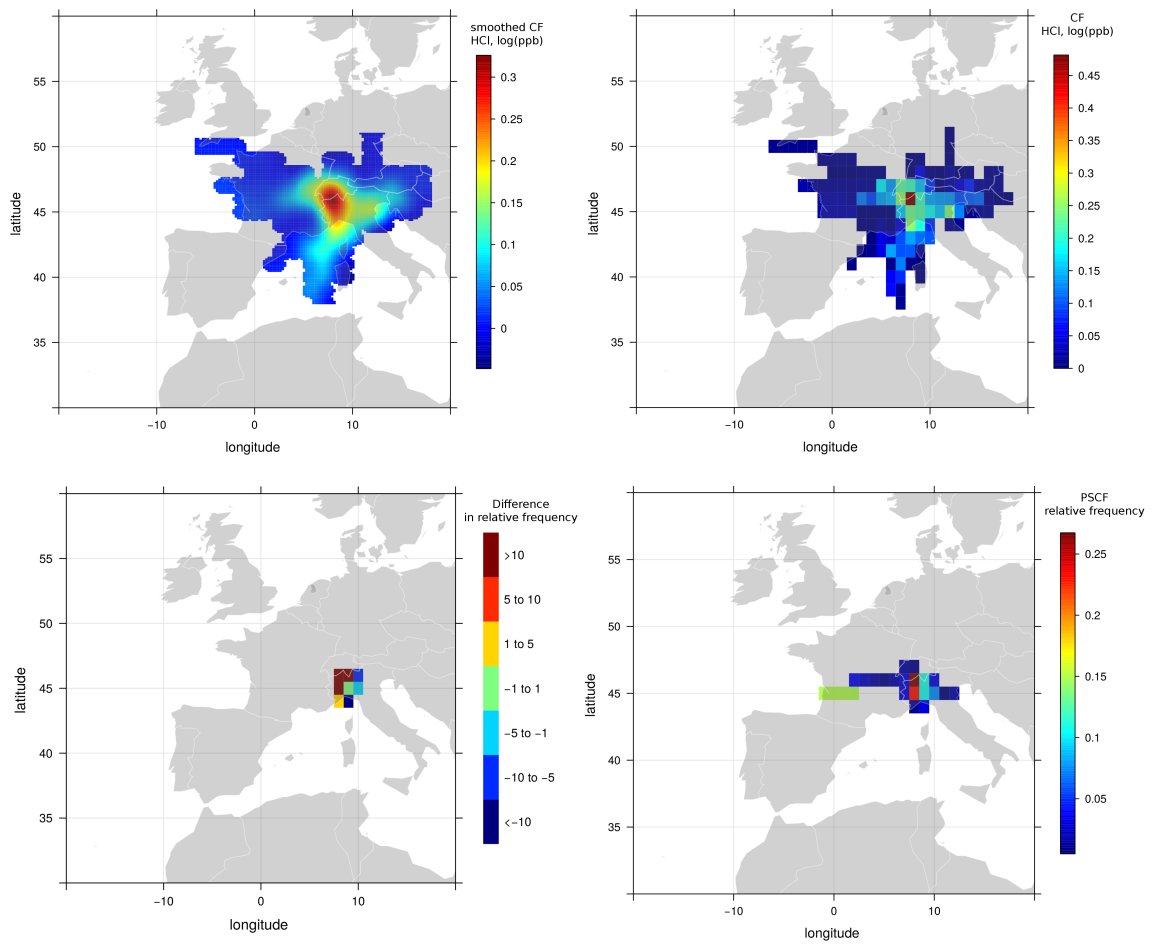 smoothed CF
HCl, log(ppb)
0.3
0.25
0.2
0.15
0.1
0.05
0
55
50
45
40
35
latitude
−10
0
10
longitude
CF
HCl, log(ppb)
0.45
0.4
0.35
0.3
0.25
0.2
0.15
0.1
0.05
0
55
50
45
40
35
latitude
−10
0
10
longitude
Difference
in relative frequency
>10
5 to 10
1 to 5
−1 to 1
−5 to −1
−10 to −5
<−10
55
50
45
40
35
latitude
−10
0
10
longitude
PSCF
relative frequency
0.25
0.2
0.15
0.1
0.05
55
50
45
40
35
latitude
−10
0
10
longitude